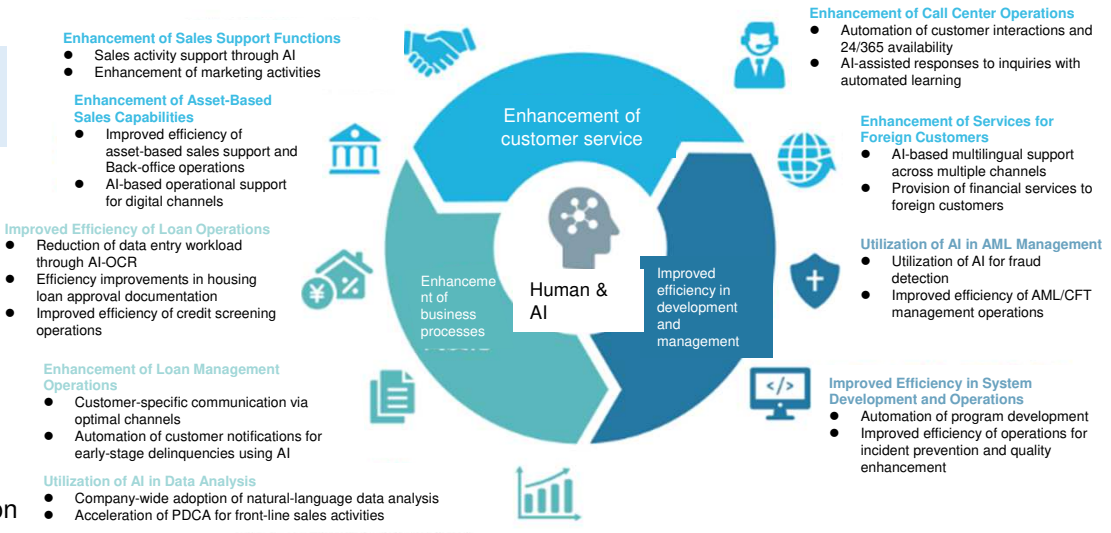 Enhancement of Sales Support Functions
● Sales activity support through AI
● Enhancement of marketing activities
Enhancement of Asset-Based
Sales Capabilities
● Improved efficiency of
asset-based sales support and
Back-office operations
● AI-based operational support
for digital channels
Improved Efficiency of Loan Operations
● Reduction of data entry workload
through AI-OCR
● Efficiency improvements in housing
loan approval documentation
● Improved efficiency of credit screening
operations
Enhancement of Loan Management
Operations
● Customer-specific communication via
optimal channels
● Automation of customer notifications for
early-stage delinquencies using AI
Utilization of AI in Data Analysis
● Company-wide adoption of natural-language data analysis
● Acceleration of PDCA for front-line sales activities
on
Enhancement of
customer service
Enhanceme
nt of
business
processes
Human &
AI
Improved
efficiency in
development
and
management
¥ %
</>
Enhancement of Call Center Operations
● Automation of customer interactions and
24/365 availability
● AI-assisted responses to inquiries with
automated learning
Enhancement of Services for
Foreign Customers
● AI-based multilingual support
across multiple channels
● Provision of financial services to
foreign customers
Utilization of AI in AML Management
● Utilization of AI for fraud
detection
● Improved efficiency of AML/CFT
management operations
Improved Efficiency in System
Development and Operations
● Automation of program development
● Improved efficiency of operations for
incident prevention and quality
enhancement